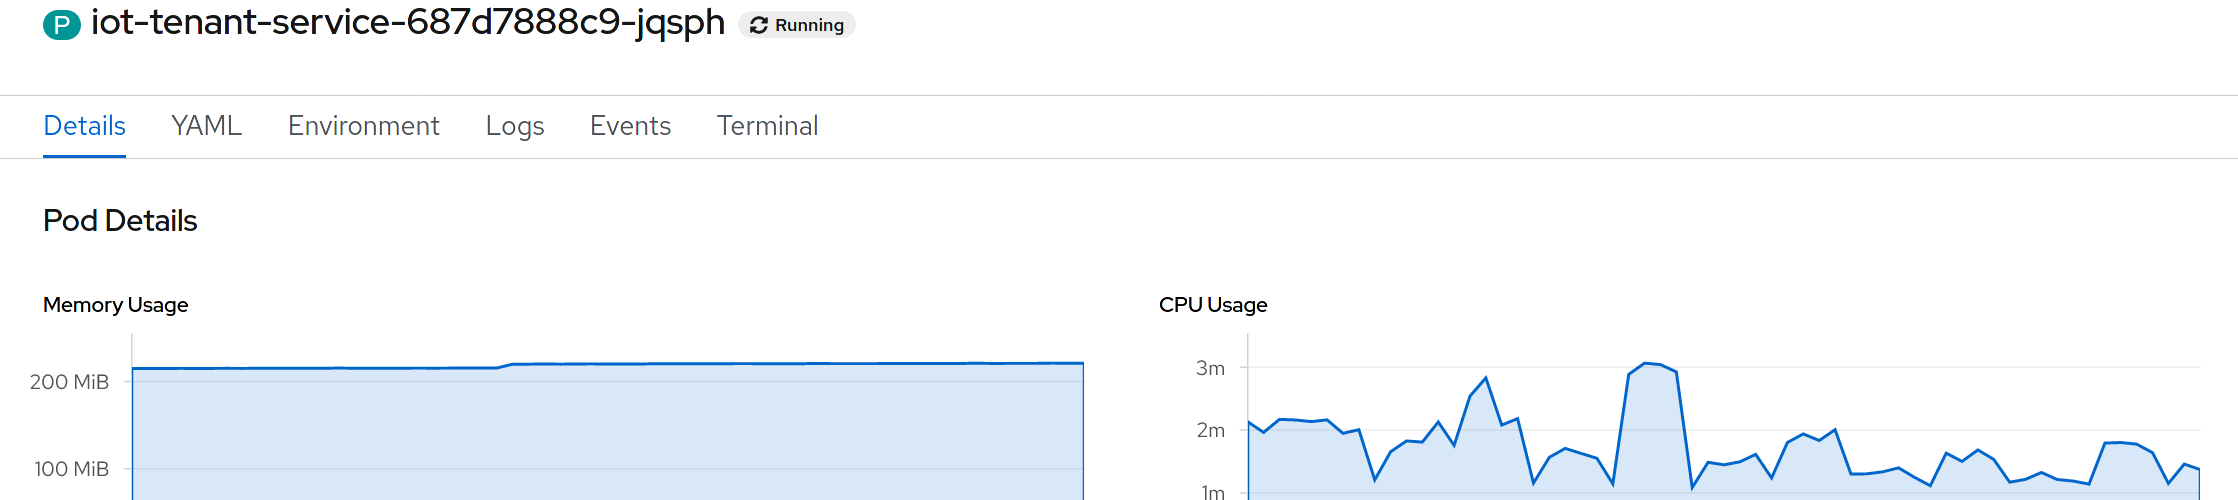 P iot-tenant-service-687d7888c9-jqsph Running
Details YAML Environment Logs Events Terminal
Pod Details
Memory Usage
200 MiB
100 MiB
CPU Usage
3m
2m
1m